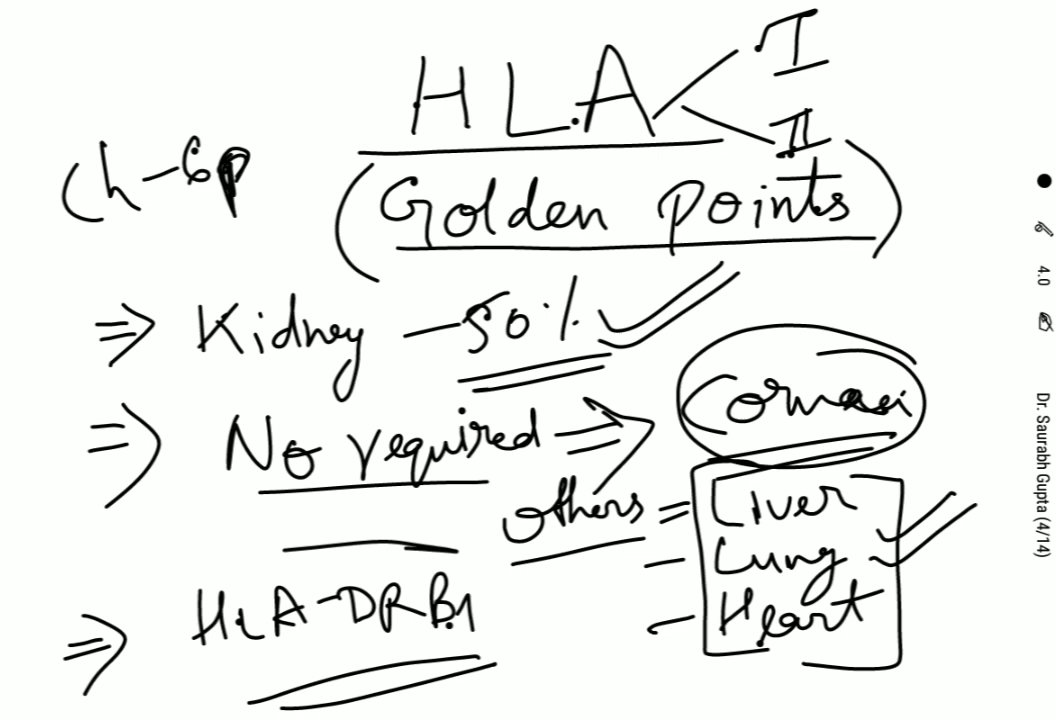 HLA < I
II
Ch-6p
(Golden Points)
⇒ Kidney - 50%
⇒ No required ⇒
others = Liver
- Lung
- Heart
⇒ HLA-DRB1
4.0
Dr. Saurabh Gupta (4/14)